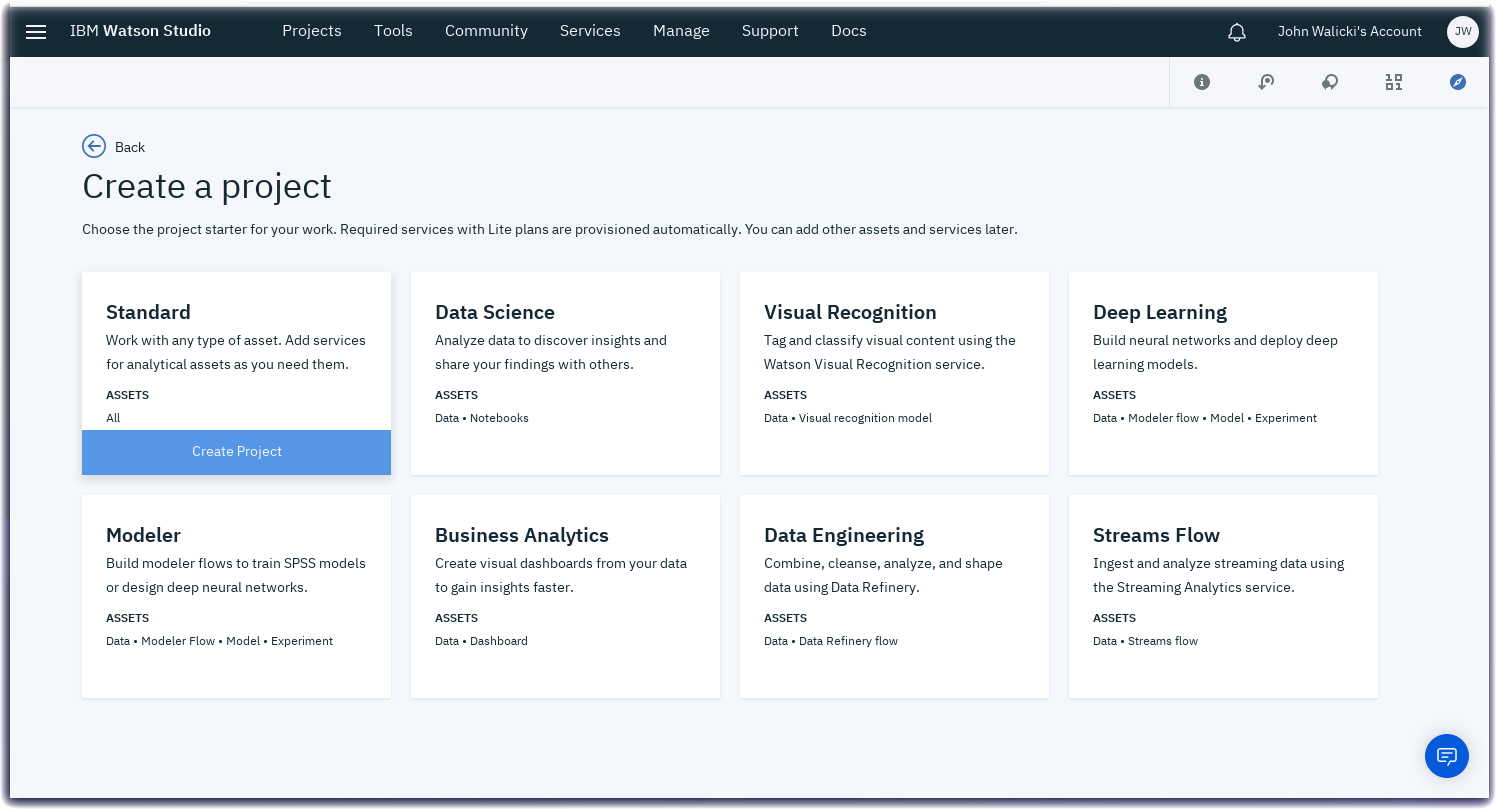 IBM Watson Studio Projects Tools Community Services Manage Support Docs John Walicki's Account JW
Back
Create a project
Choose the project starter for your work. Required services with Lite plans are provisioned automatically. You can add other assets and services later.
Standard
Work with any type of asset. Add services
for analytical assets as you need them.
ASSETS
All
Create Project
Data Science
Analyze data to discover insights and
share your findings with others.
ASSETS
Data • Notebooks
Visual Recognition
Tag and classify visual content using the
Watson Visual Recognition service.
ASSETS
Data • Visual recognition model
Deep Learning
Build neural networks and deploy deep
learning models.
ASSETS
Data • Modeler flow • Model • Experiment
Modeler
Build modeler flows to train SPSS models
or design deep neural networks.
ASSETS
Data • Modeler Flow • Model • Experiment
Business Analytics
Create visual dashboards from your data
to gain insights faster.
ASSETS
Data • Dashboard
Data Engineering
Combine, cleanse, analyze, and shape
data using Data Refinery.
ASSETS
Data • Data Refinery flow
Streams Flow
Ingest and analyze streaming data using
the Streaming Analytics service.
ASSETS
Data • Streams flow